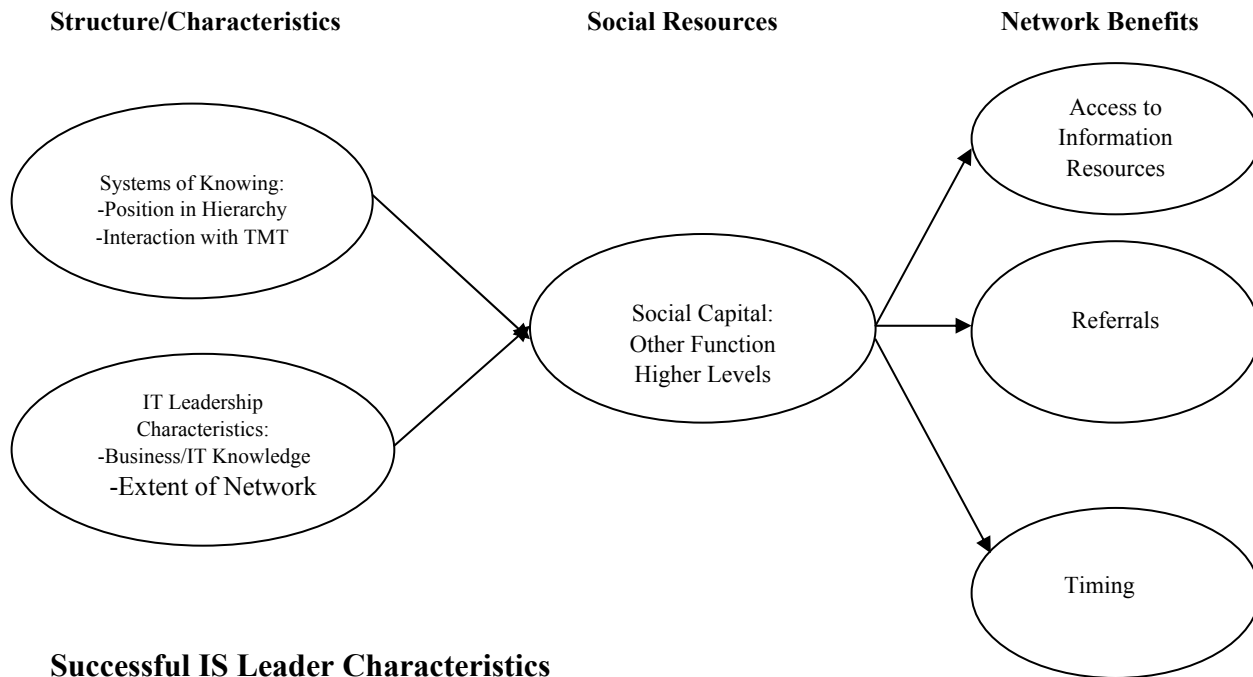 Structure/Characteristics
Social Resources
Network Benefits
Systems of Knowing:
-Position in Hierarchy
-Interaction with TMT
IT Leadership
Characteristics:
-Business/IT Knowledge
-Extent of Network
Social Capital:
Other Function
Higher Levels
Access to
Information
Resources
Referrals
Timing
Successful IS Leader Characteristics